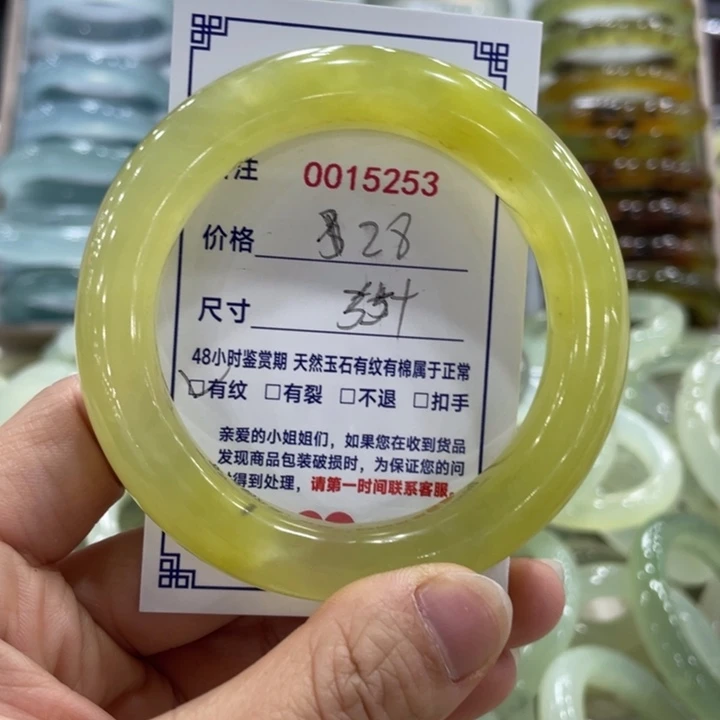 注 0015253
价格 328
尺寸
48小时鉴赏期 天然玉石有纹有棉属于正常
☑有纹 □有裂 □不退 □扣手
亲爱的小姐姐们，如果您在收到货品
发现商品包装破损时，为保证您的问
得到处理，请第一时间联系客服。